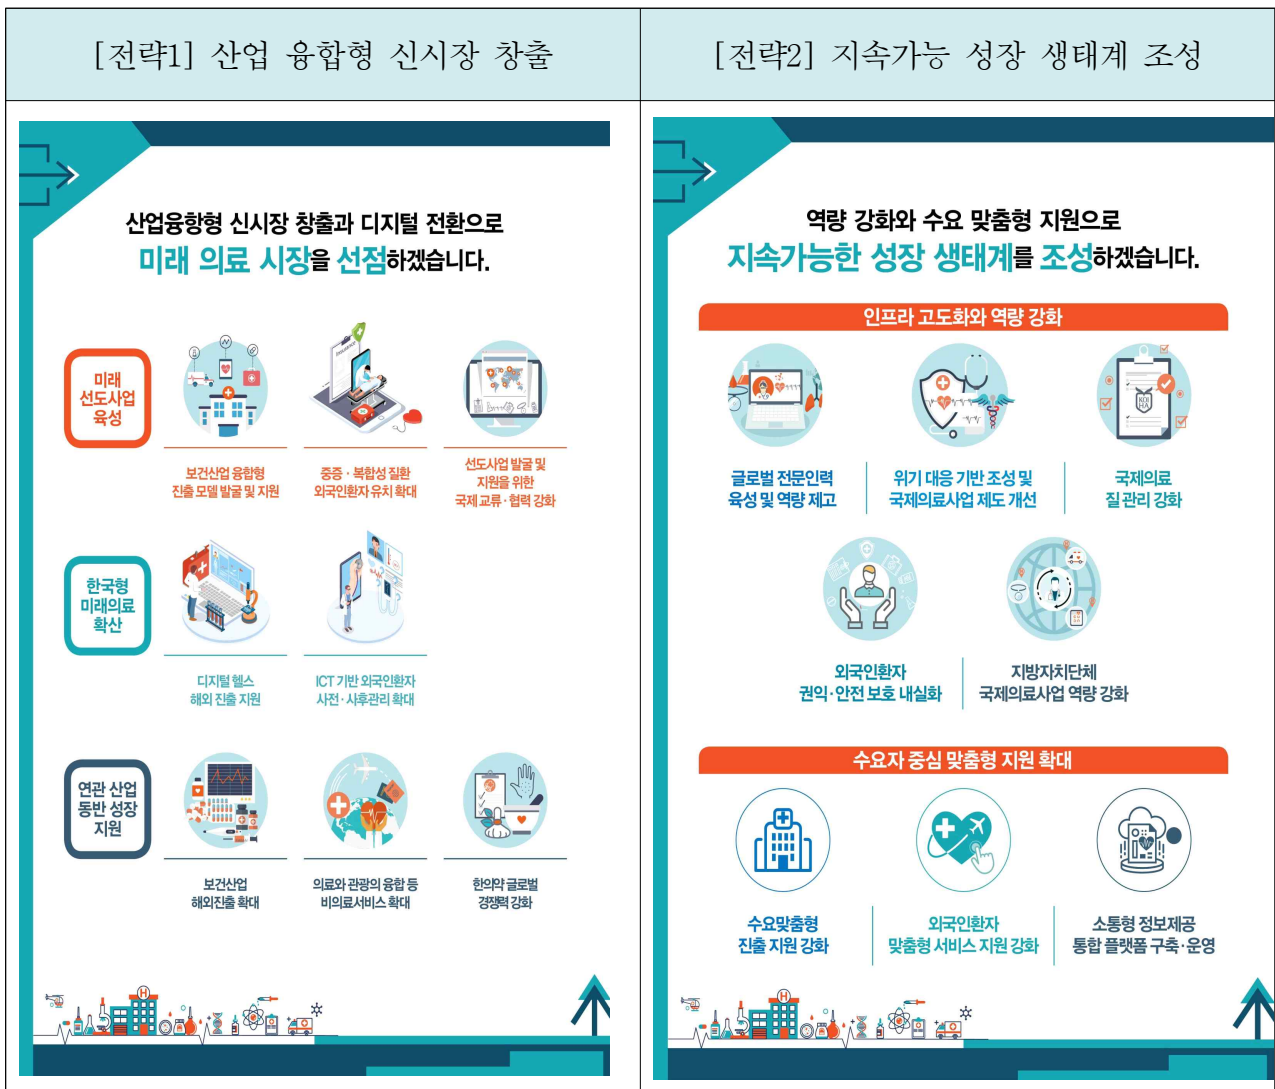 [전략1] 산업 융합형 신시장 창출
산업융항형 신시장 창출과 디지털 전환으로
미래 의료 시장을 선점하겠습니다.
미래
선도사업
육성
Insurance
보건산업 융합형
진출 모델 발굴 및 지원
중증·복합성 질환
외국인환자 유치 확대
선도사업 발굴 및
지원을 위한
국제 교류·협력 강화
한국형
미래의료
확산
디지털 헬스
해외 진출 지원
ICT 기반 외국인환자
사전·사후관리 확대
연관 산업
동반 성장
지원
보건산업
해외진출 확대
의료와 관광의 융합 등
비의료서비스 확대
한의약 글로벌
경쟁력 강화
H
[전략2] 지속가능 성장 생태계 조성
역량 강화와 수요 맞춤형 지원으로
지속가능한 성장 생태계를 조성하겠습니다.
인프라 고도화와 역량 강화
KOI
HA
글로벌 전문인력
육성 및 역량 제고
위기 대응 기반 조성 및
국제의료사업 제도 개선
국제의료
질 관리 강화
외국인환자
권익·안전 보호 내실화
지방자치단체
국제의료사업 역량 강화
수요자 중심 맞춤형 지원 확대
수요맞춤형
진출 지원 강화
외국인환자
맞춤형 서비스 지원 강화
소통형 정보제공
통합 플랫폼 구축·운영
H